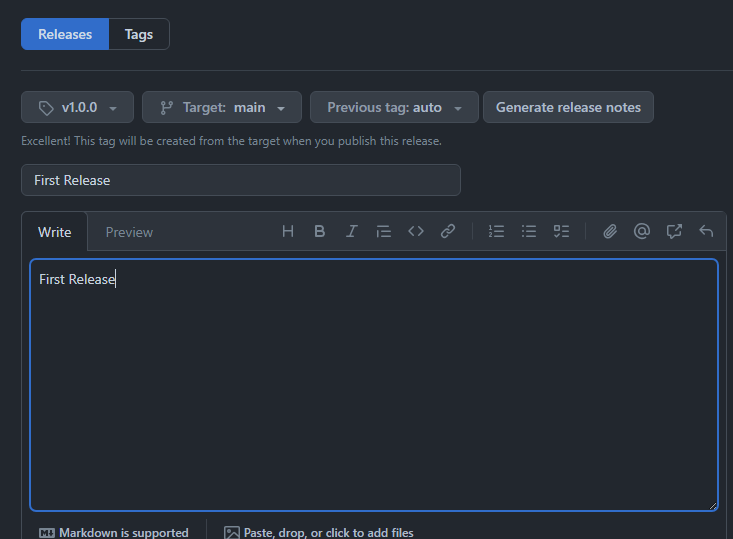 Releases Tags
v1.0.0 Target: main Previous tag: auto Generate release notes
Excellent! This tag will be created from the target when you publish this release.
First Release
Write Preview
First Release
Markdown is supported Paste, drop, or click to add files